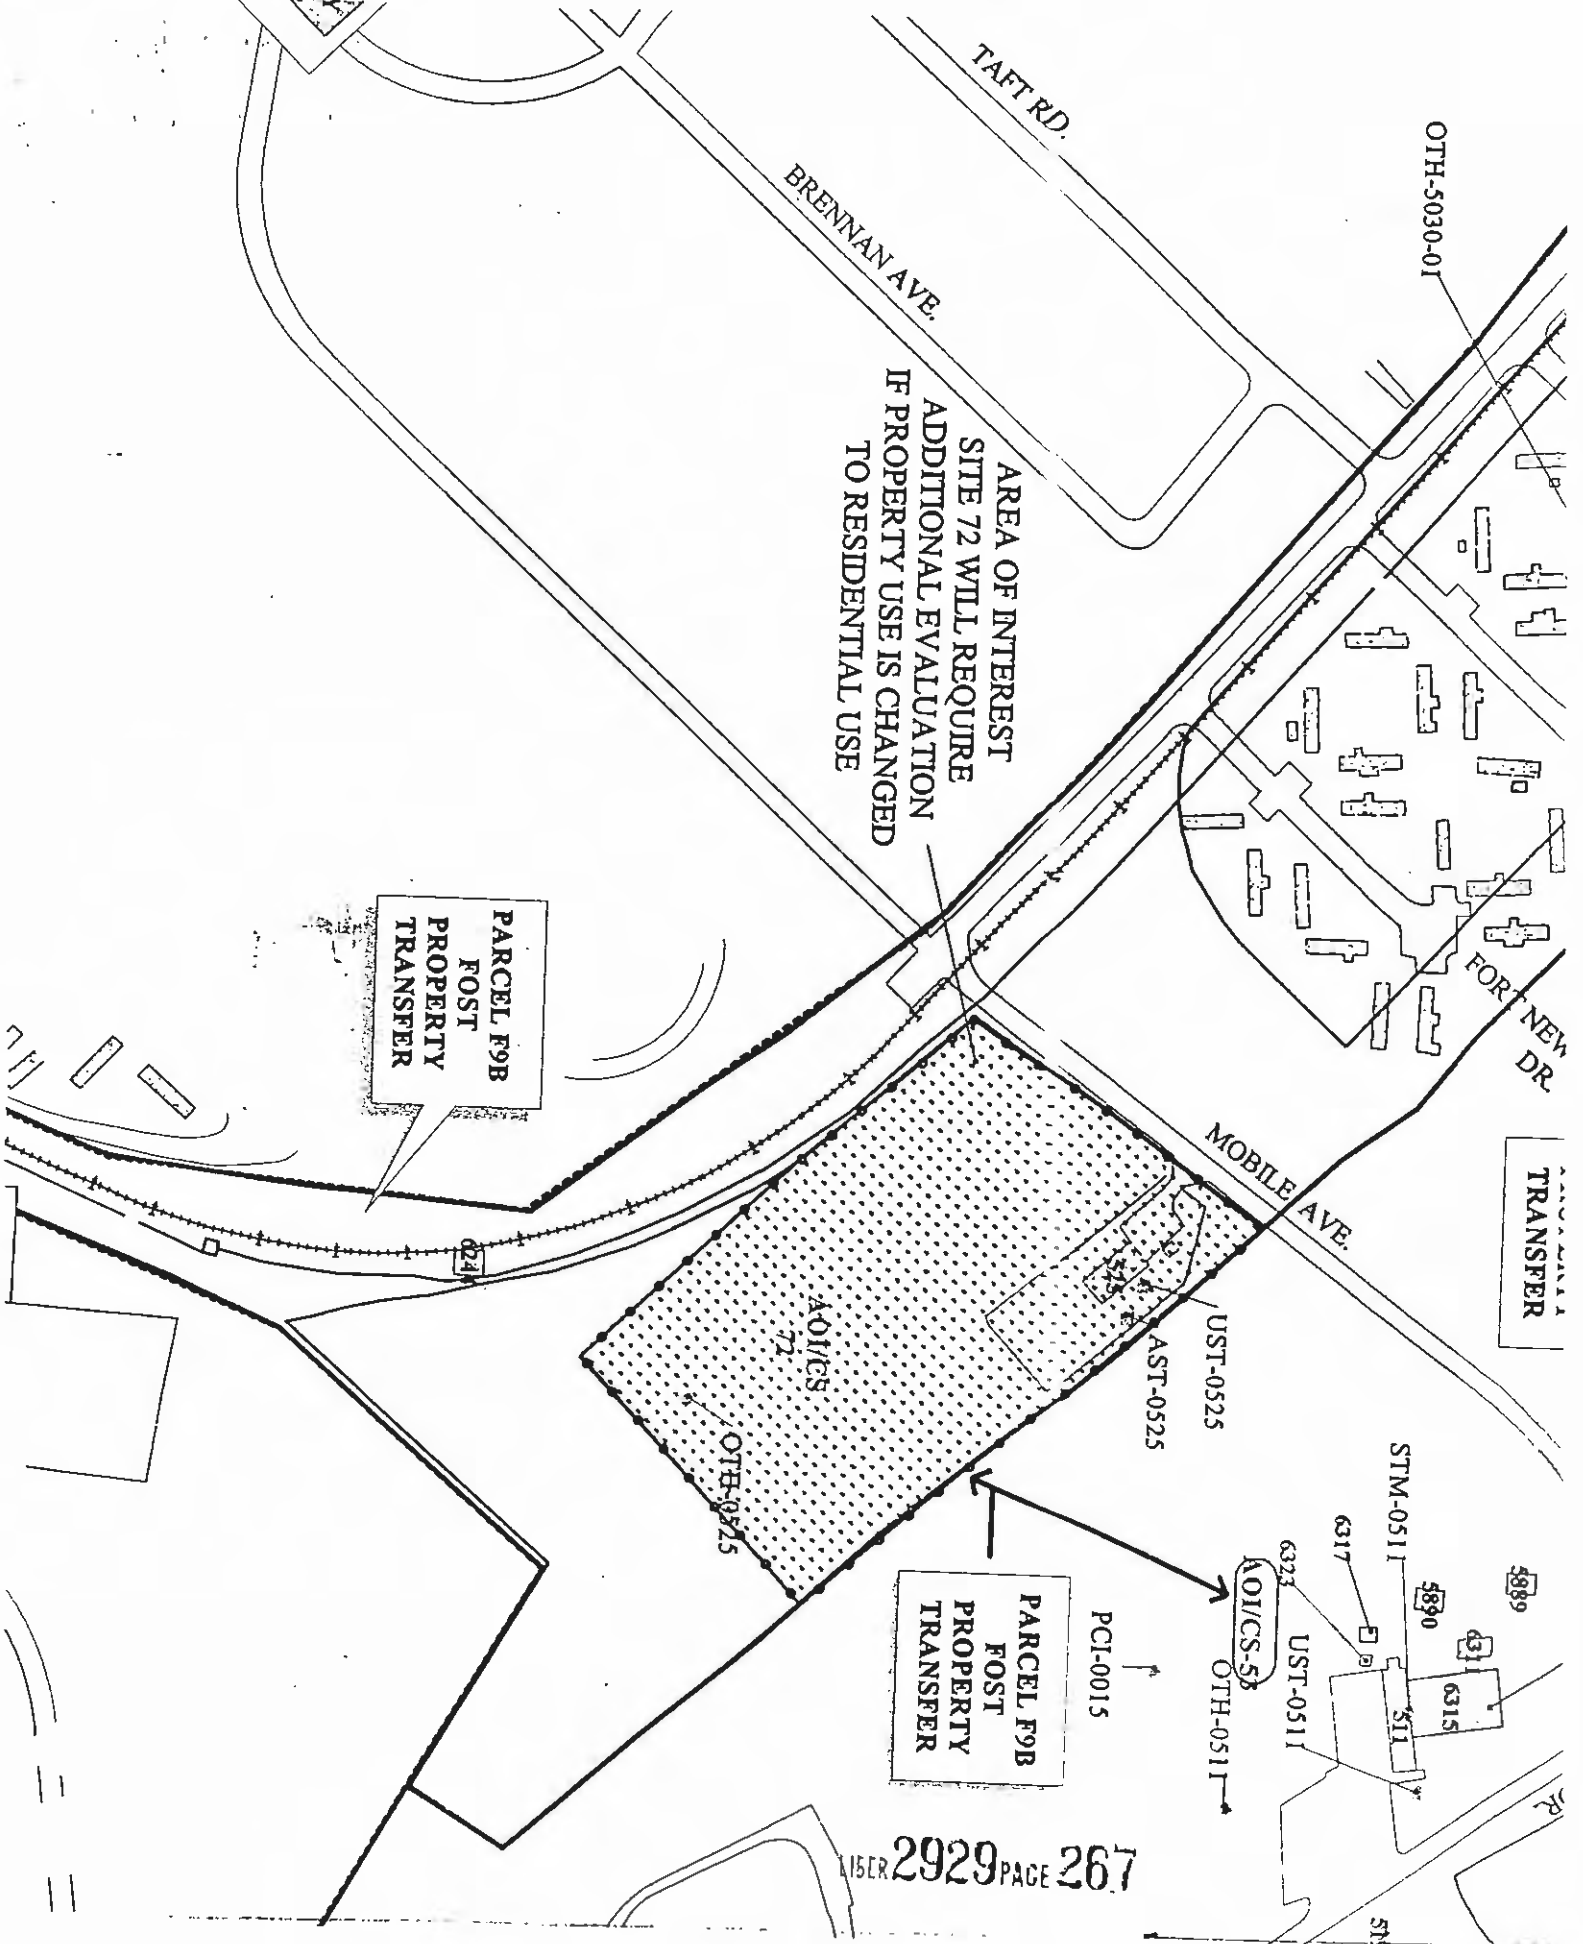 TAFT RD.
OTH-5030-01
BRENNAN AVE.
AREA OF INTEREST
SITE 72 WILL REQUIRE
ADDITIONAL EVALUATION
IF PROPERTY USE IS CHANGED
TO RESIDENTIAL USE
PARCEL F9B
FOST
PROPERTY
TRANSFER
FORT NEW
DR.
MOBILE AVE.
TRANSFER
624
525
UST-0525
AST-0525
AOI/CS
72
OTH-0525
PARCEL F9B
FOST
PROPERTY
TRANSFER
PCI-0015
AOI/CS-53
OTH-0511
UST-0511
6323
6317
STM-0511
5890
5889
6311
6315
511
LIBER 2929 PAGE 267